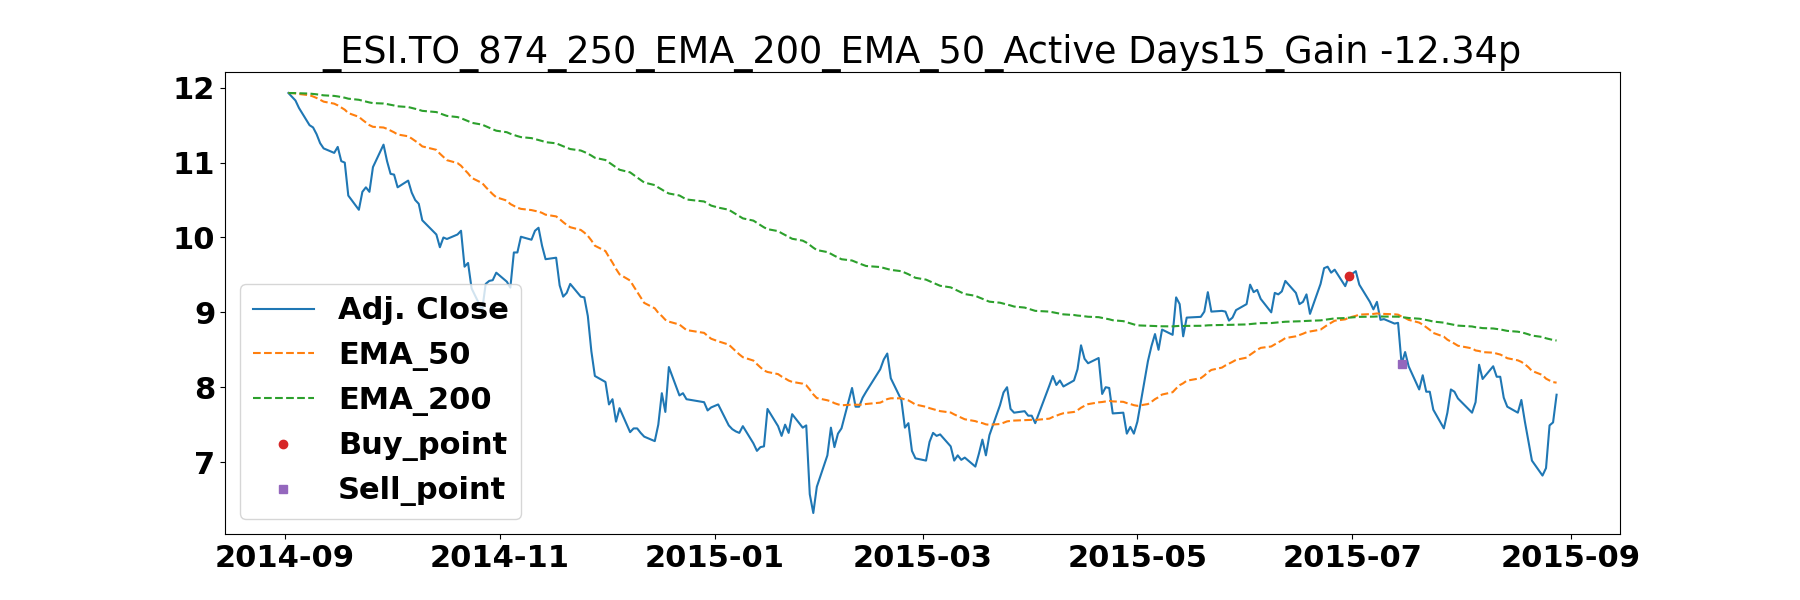 _ESI.TO_874_250_EMA_200_EMA_50_Active Days15_Gain -12.34p
12
11
10
9
8
7
Adj. Close
EMA_50
EMA_200
Buy_point
Sell_point
2014-09 2014-11 2015-01 2015-03 2015-05 2015-07 2015-09